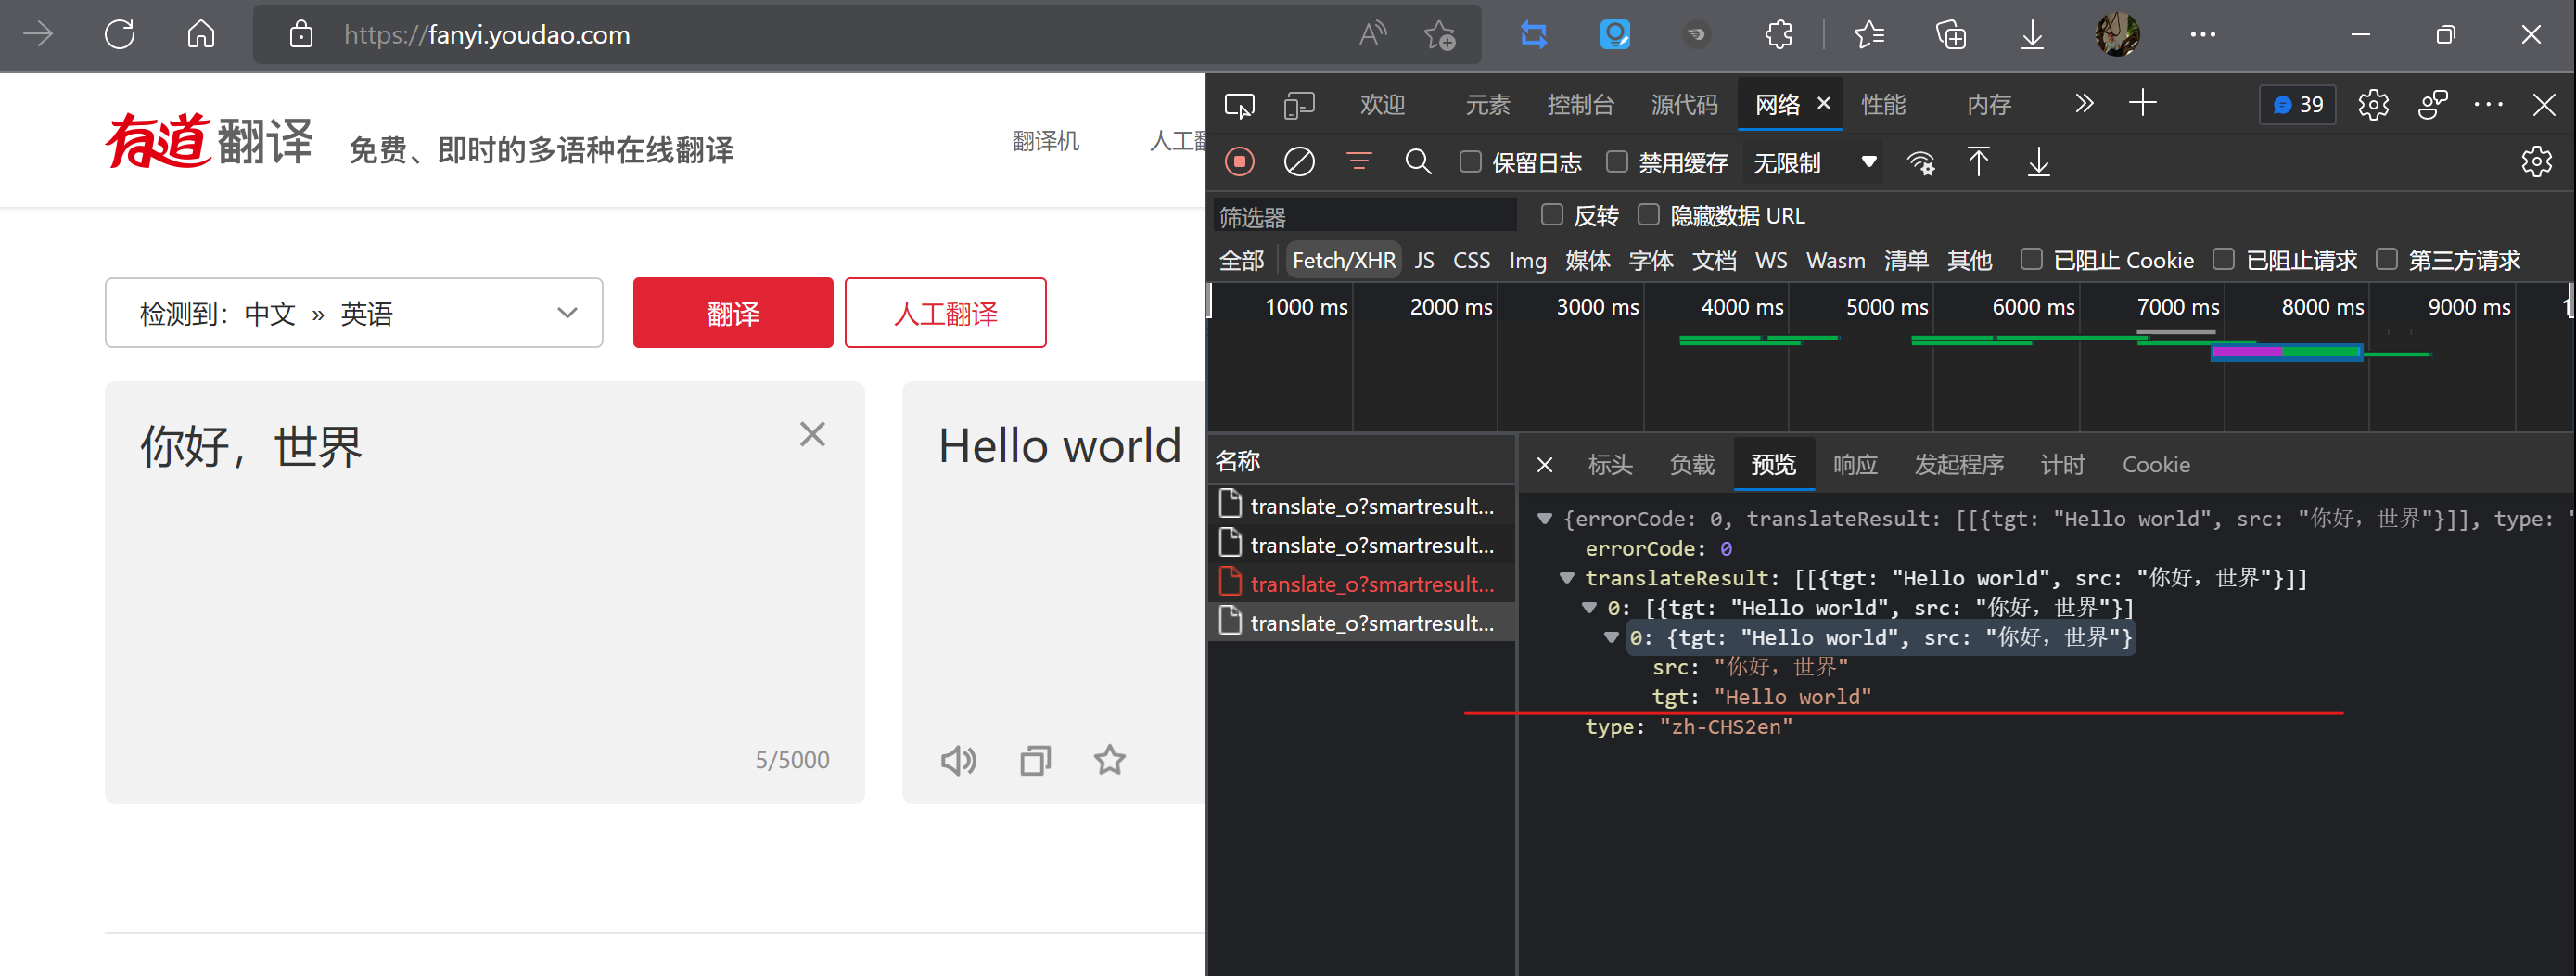 https://fanyi.youdao.com
有道翻译
免费、即时的多语种在线翻译
翻译机
人工翻
检测到：中文 » 英语
翻译
人工翻译
你好，世界
5/5000
Hello world
欢迎
元素
控制台
源代码
网络
性能
内存
39
保留日志
禁用缓存
无限制
筛选器
反转
隐藏数据 URL
全部
Fetch/XHR
JS
CSS
Img
媒体
字体
文档
WS
Wasm
清单
其他
已阻止 Cookie
已阻止请求
第三方请求
1000 ms
2000 ms
3000 ms
4000 ms
5000 ms
6000 ms
7000 ms
8000 ms
9000 ms
1
名称
translate_o?smartresult...
translate_o?smartresult...
translate_o?smartresult...
translate_o?smartresult...
标头
负载
预览
响应
发起程序
计时
Cookie
{errorCode: 0, translateResult: [[{tgt: "Hello world", src: "你好，世界"}]], type: "
errorCode: 0
translateResult: [[{tgt: "Hello world", src: "你好，世界"}]]
0: [{tgt: "Hello world", src: "你好，世界"}]
0: {tgt: "Hello world", src: "你好，世界"}
src: "你好，世界"
tgt: "Hello world"
type: "zh-CHS2en"